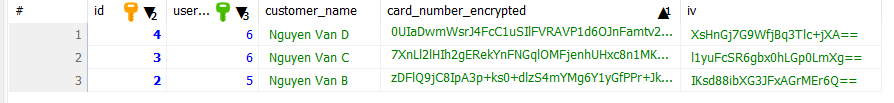 # id 2 user... 3 customer_name card_number_encrypted 1 iv
1 4 6 Nguyen Van D 0UIaDwmWsrJ4FcC1uSIlFVRAVP1d6OJnFamtv2... XsHnGj7G9WfjBq3Tlc+jXA==
2 3 6 Nguyen Van C 7XnLl2lHIh2gERekYnFNGqlOMFjenhUHxc8n1MK... l1yuFcSR6gbx0hLGp0LmXg==
3 2 5 Nguyen Van B zDFlQ9jC8IpA3p+ks0+dlzS4mYMg6Y1yGfPPr+Jk... IKsd88ibXG3JFxAGrMEr6Q==